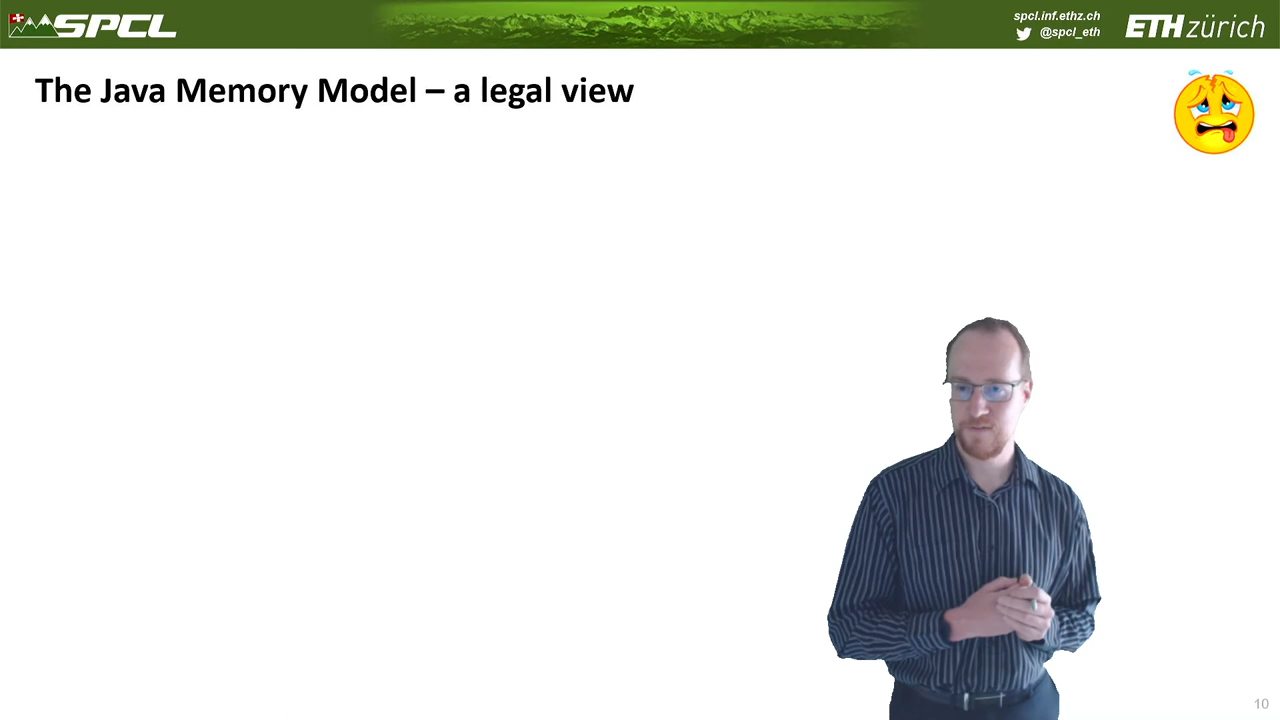 SPCL
spcl.inf.ethz.ch
@spcl_eth
ETH zürich
The Java Memory Model – a legal view
10